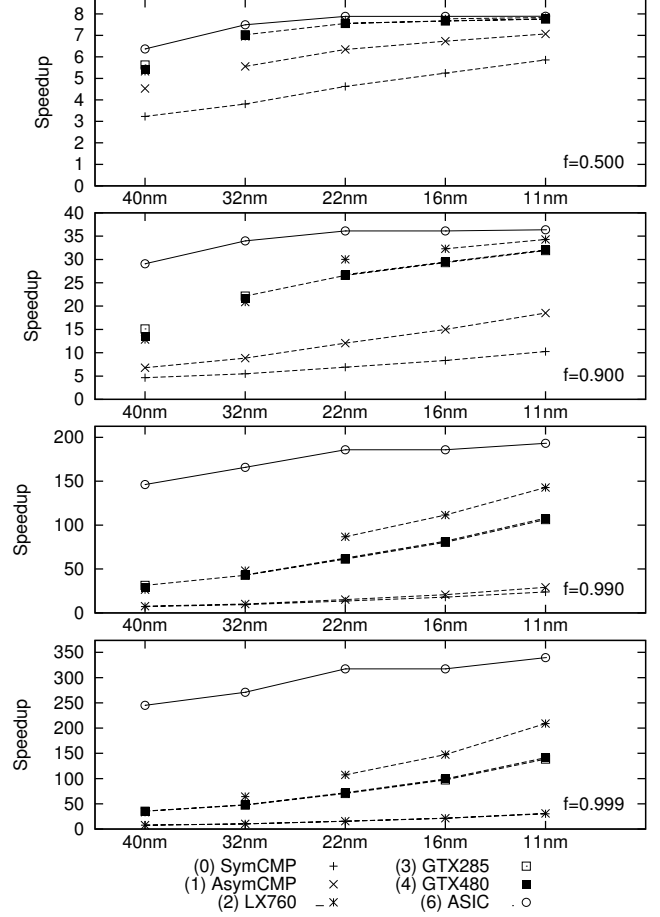 8
7
6
5
4
3
2
1
0
Speedup
f=0.500
40nm 32nm 22nm 16nm 11nm
40
35
30
25
20
15
10
5
0
Speedup
f=0.900
40nm 32nm 22nm 16nm 11nm
200
150
100
50
0
Speedup
f=0.990
40nm 32nm 22nm 16nm 11nm
350
300
250
200
150
100
50
0
Speedup
f=0.999
40nm 32nm 22nm 16nm 11nm
(0) SymCMP (3) GTX285
(1) AsymCMP (4) GTX480
(2) LX760 (6) ASIC